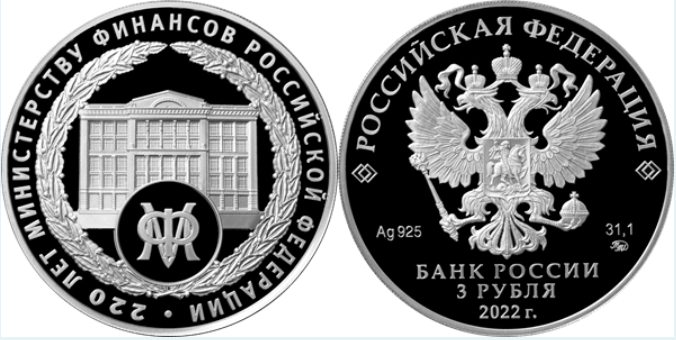 220 ЛЕТ МИНИСТЕРСТВУ ФИНАНСОВ РОССИЙСКОЙ ФЕДЕРАЦИИ •
МФ
РОССИЙСКАЯ ФЕДЕРАЦИЯ
Ag 925
31,1
БАНК РОССИИ
3 РУБЛЯ
2022 г.